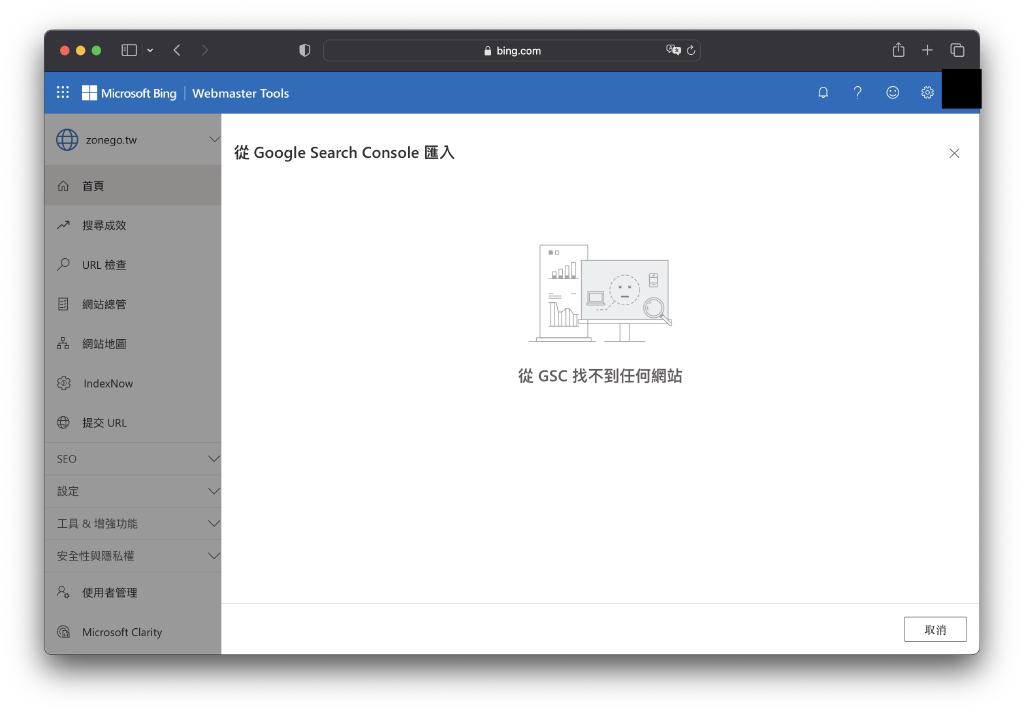 bing.com
Microsoft Bing | Webmaster Tools
zonego.tw
首頁
搜尋成效
URL 檢查
網站總管
網站地圖
IndexNow
提交 URL
SEO
設定
工具 & 增強功能
安全性與隱私權
使用者管理
Microsoft Clarity
從 Google Search Console 匯入
從 GSC 找不到任何網站
取消